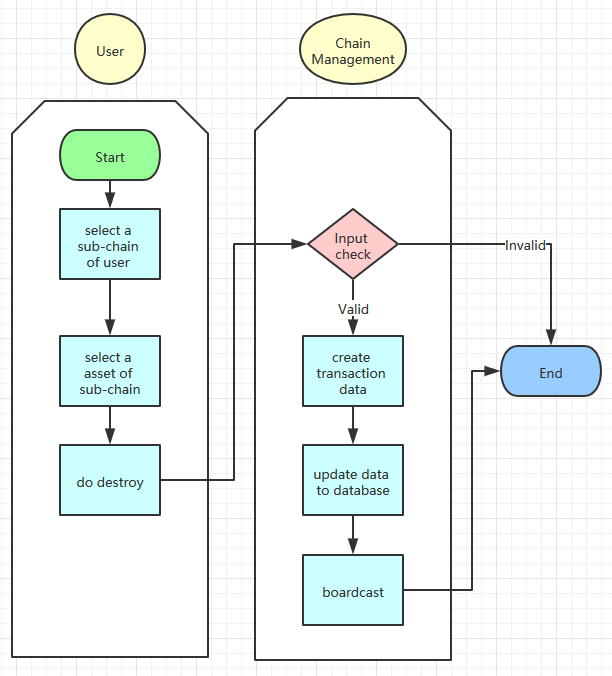 User
Chain
Management
Start
select a
sub-chain
of user
select a
asset of
sub-chain
do destroy
Input
check
Invalid
Valid
create
transaction
data
update data
to database
boardcast
End